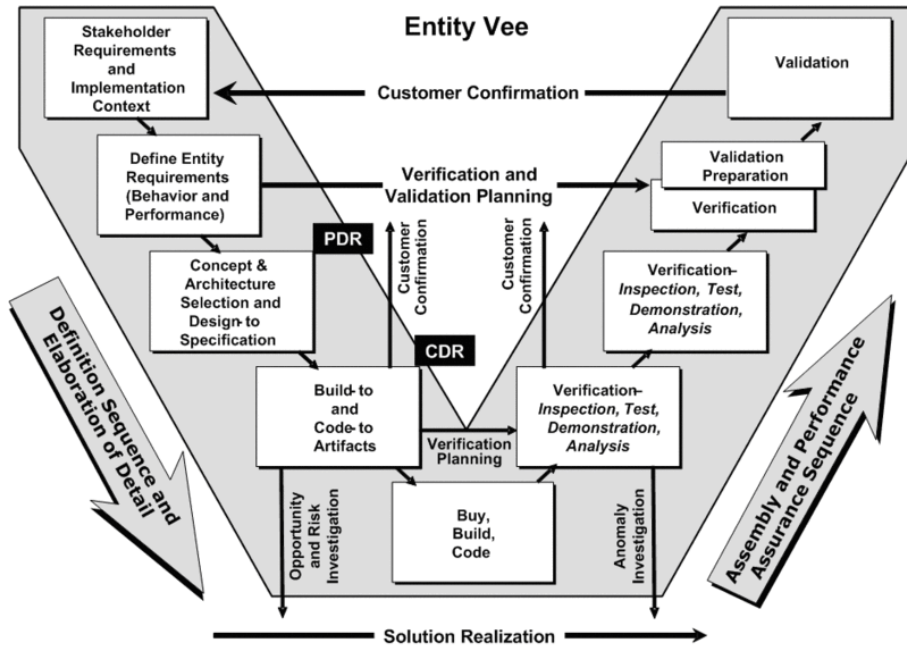 Entity Vee
Stakeholder
Requirements
and
Implementation
Context
Validation
Customer Confirmation
Define Entity
Requirements
(Behavior and
Performance)
Verification and
Validation Planning
Validation
Preparation
Verification
PDR
Concept &
Architecture
Selection and
Design-to
Specification
Customer
Confirmation
Customer
Confirmation
Verification–
Inspection, Test,
Demonstration,
Analysis
CDR
Build-to
and
Code-to
Artifacts
Verification
Planning
Verification–
Inspection, Test,
Demonstration,
Analysis
Buy,
Build,
Code
Opportunity
and Risk
Investigation
Anomaly
Investigation
Definition Sequence and
Elaboration of Detail
Assembly and Performance
Assurance Sequence
Solution Realization